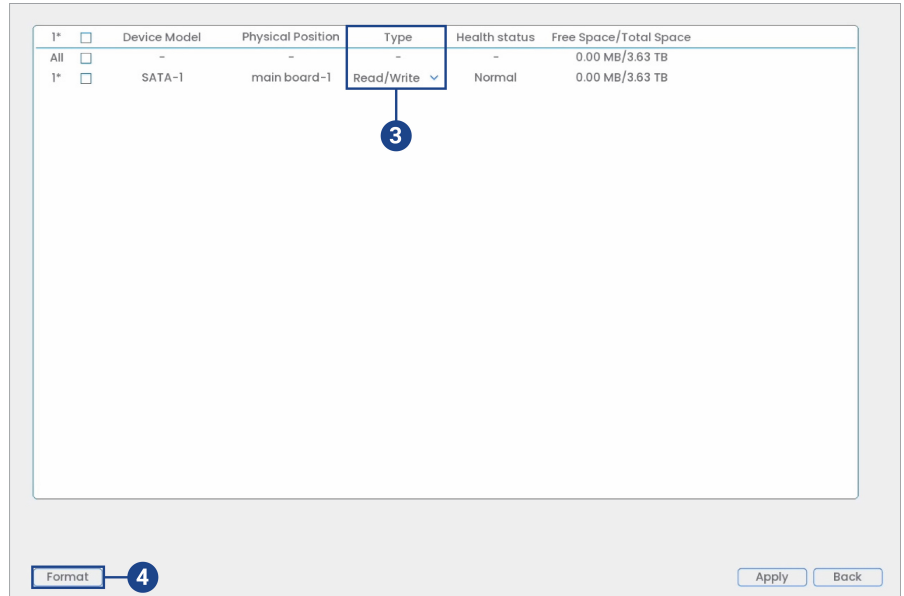 1* Device Model Physical Position Type Health status Free Space/Total Space
All - - - - 0.00 MB/3.63 TB
1* SATA-1 main board-1 Read/Write Normal 0.00 MB/3.63 TB
3
Format 4 Apply Back